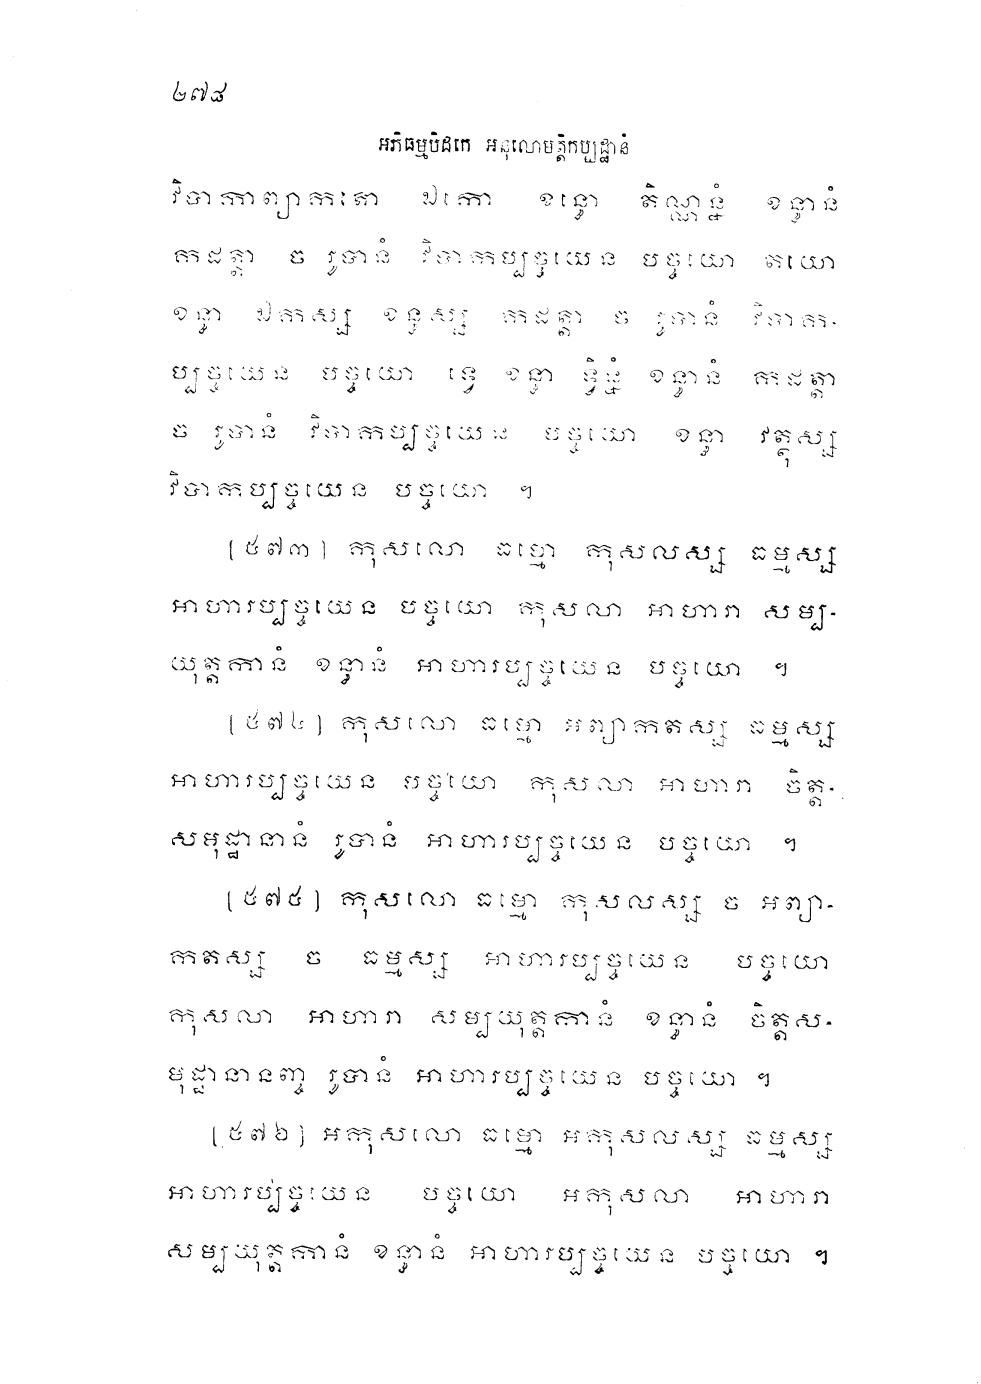 ២៧៨
អភិធម្មបិដកេ អនុលោមត្តិកប្បដ្ឋានំ
វិបាកាព្យាកតោ ឯកោ ខន្ធោ តិណ្ណន្នំ ខន្ធានំ
កដត្តា ច រូបានំ វិបាកប្បច្ចយេន បច្ចយោ តយោ
ខន្ធា ឯកស្ស ខន្ធស្ស កដត្តា ច រូបានំ វិបាក-
ប្បច្ចយេន បច្ចយោ ទ្វេ ខន្ធា ទ្វិន្នំ ខន្ធានំ កដត្តា
ច រូបានំ វិបាកប្បច្ចយេន បច្ចយោ ខន្ធា វត្ថុស្ស
វិបាកប្បច្ចយេន បច្ចយោ ។
[៥៧៣] កុសលោ ធម្មោ កុសលស្ស ធម្មស្ស
អាហារប្បច្ចយេន បច្ចយោ កុសលា អាហារា សម្ប-
យុត្តកានំ ខន្ធានំ អាហារប្បច្ចយេន បច្ចយោ ។
[៥៧៤] កុសលោ ធម្មោ អព្យាកតស្ស ធម្មស្ស
អាហារប្បច្ចយេន បច្ចយោ កុសលា អាហារា ចិត្ត-
សមុដ្ឋានានំ រូបានំ អាហារប្បច្ចយេន បច្ចយោ ។
[៥៧៥] កុសលោ ធម្មោ កុសលស្ស ច អព្យា-
កតស្ស ច ធម្មស្ស អាហារប្បច្ចយេន បច្ចយោ
កុសលា អាហារា សម្បយុត្តកានំ ខន្ធានំ ចិត្តស-
មុដ្ឋានានញ្ច រូបានំ អាហារប្បច្ចយេន បច្ចយោ ។
[៥៧៦] អកុសលោ ធម្មោ អកុសលស្ស ធម្មស្ស
អាហារប្បច្ចយេន បច្ចយោ អកុសលា អាហារា
សម្បយុត្តកានំ ខន្ធានំ អាហារប្បច្ចយេន បច្ចយោ ។